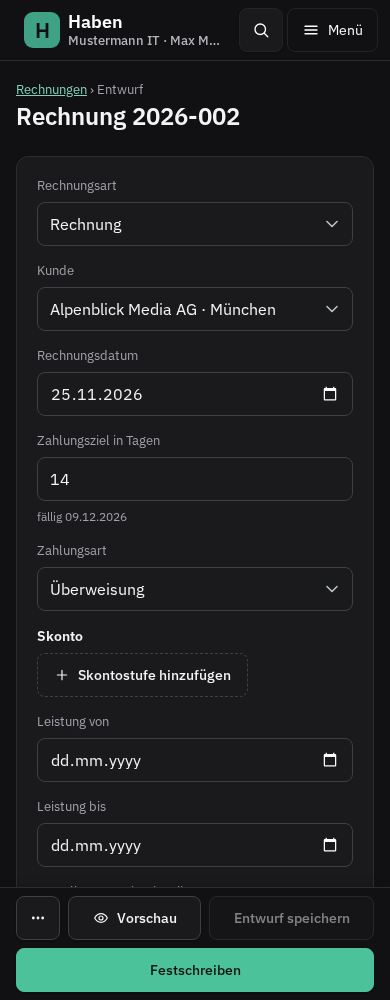 H
Haben
Mustermann IT · Max M...
Menü
Rechnungen › Entwurf
Rechnung 2026-002
Rechnungsart
Rechnung
Kunde
Alpenblick Media AG · München
Rechnungsdatum
25.11.2026
Zahlungsziel in Tagen
14
fällig 09.12.2026
Zahlungsart
Überweisung
Skonto
+ Skontostufe hinzufügen
Leistung von
dd.mm.yyyy
Leistung bis
dd.mm.yyyy
Vorschau
Entwurf speichern
Festschreiben